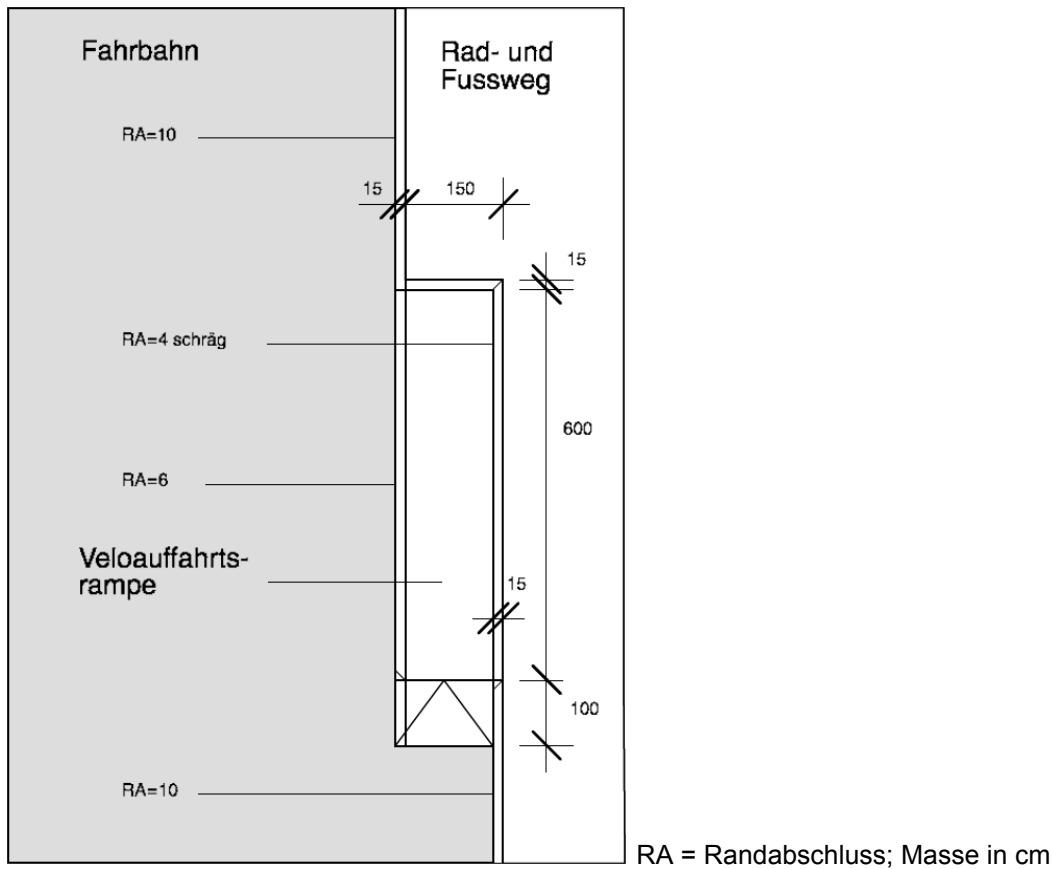 Fahrbahn
Rad- und
Fussweg
RA=10
15
150
15
RA=4 schräg
600
RA=6
Veloauffahrts-
rampe
15
100
RA=10
RA = Randabschluss; Masse in cm